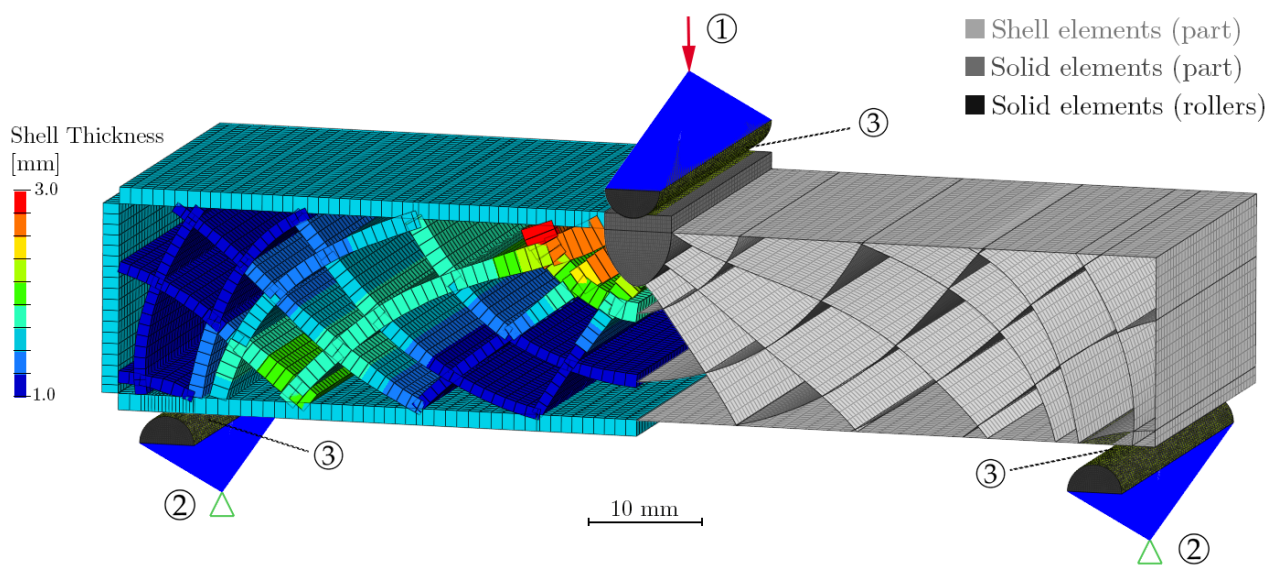 ①
Shell elements (part)
Solid elements (part)
Solid elements (rollers)
③
Shell Thickness
[mm]
3.0
1.0
③
②
10 mm
③
②